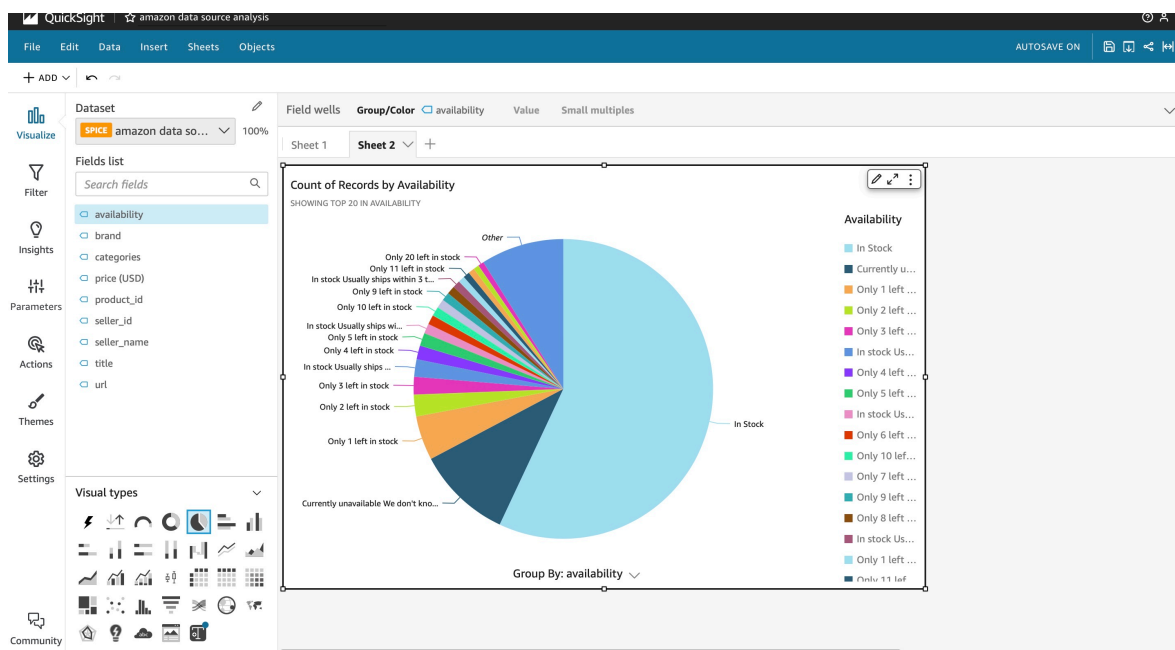 QuickSight amazon data source analysis
File Edit Data Insert Sheets Objects AUTOSAVE ON
+ ADD
Visualize
Filter
Insights
Parameters
Actions
Themes
Settings
Community
Dataset
SPICE amazon data so... 100%
Fields list
Search fields
availability
brand
categories
price (USD)
product_id
seller_id
seller_name
title
url
Visual types
abc
Field wells Group/Color availability Value Small multiples
Sheet 1 Sheet 2 +
Count of Records by Availability
SHOWING TOP 20 IN AVAILABILITY
Other
Only 20 left in stock
Only 11 left in stock
In stock Usually ships within 3 t...
Only 9 left in stock
Only 10 left in stock
In stock Usually ships wi...
Only 5 left in stock
Only 4 left in stock
In stock Usually ships ...
Only 3 left in stock
Only 2 left in stock
Only 1 left in stock
Currently unavailable We don't kno...
In Stock
Group By: availability
Availability
In Stock
Currently u...
Only 1 left ...
Only 2 left ...
Only 3 left ...
In stock Us...
Only 4 left ...
Only 5 left ...
In stock Us...
Only 6 left ...
Only 10 lef...
Only 7 left ...
Only 9 left ...
Only 8 left ...
In stock Us...
Only 1 left ...
Only 11 lef...